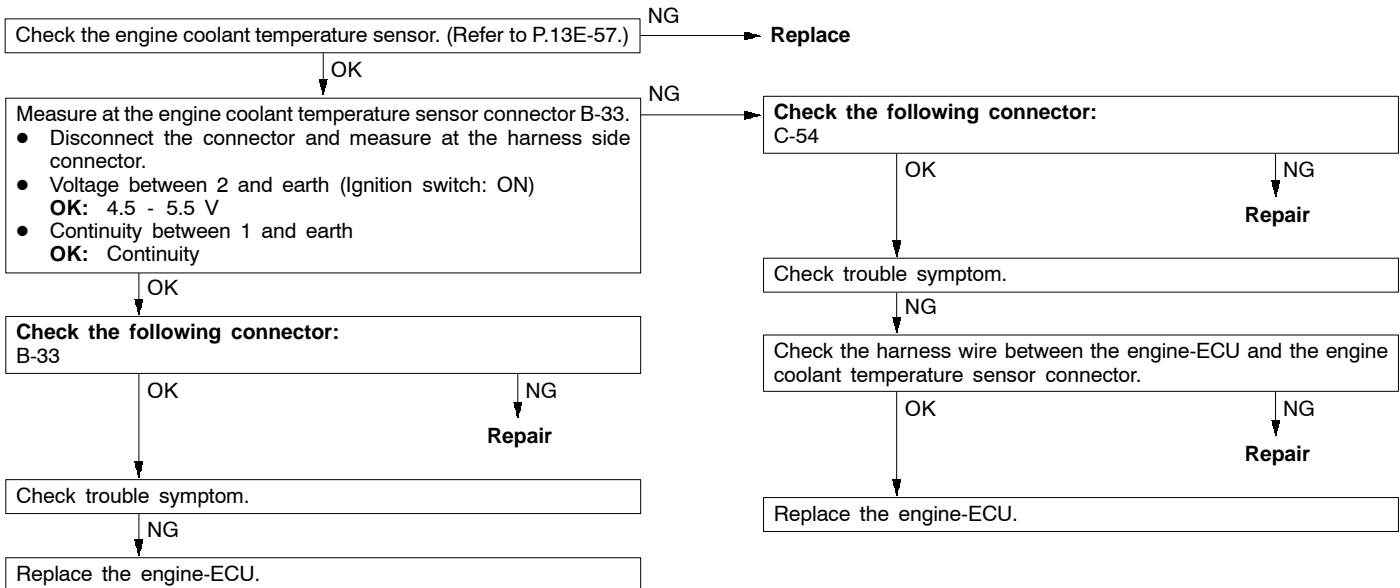 Check the engine coolant temperature sensor. (Refer to P.13E-57.)
NG
Replace
OK
Measure at the engine coolant temperature sensor connector B-33.
● Disconnect the connector and measure at the harness side
connector.
● Voltage between 2 and earth (Ignition switch: ON)
OK: 4.5 - 5.5 V
● Continuity between 1 and earth
OK: Continuity
NG
OK
Check the following connector:
B-33
OK
NG
Repair
Check trouble symptom.
NG
Replace the engine-ECU.
Check the following connector:
C-54
OK
NG
Repair
Check trouble symptom.
NG
Check the harness wire between the engine-ECU and the engine
coolant temperature sensor connector.
OK
NG
Repair
Replace the engine-ECU.